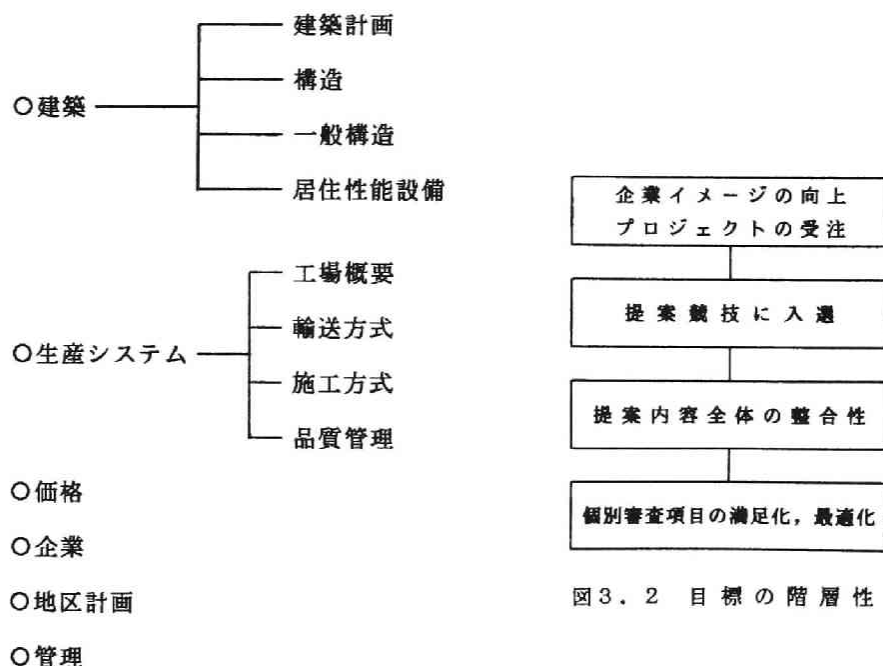 ○建築
建築計画
構造
一般構造
居住性能設備
○生産システム
工場概要
輸送方式
施工方式
品質管理
○価格
○企業
○地区計画
○管理
企業イメージの向上
プロジェクトの受注
提案競技に入選
提案内容全体の整合性
個別審査項目の満足化，最適化
図3．2 目標の階層性